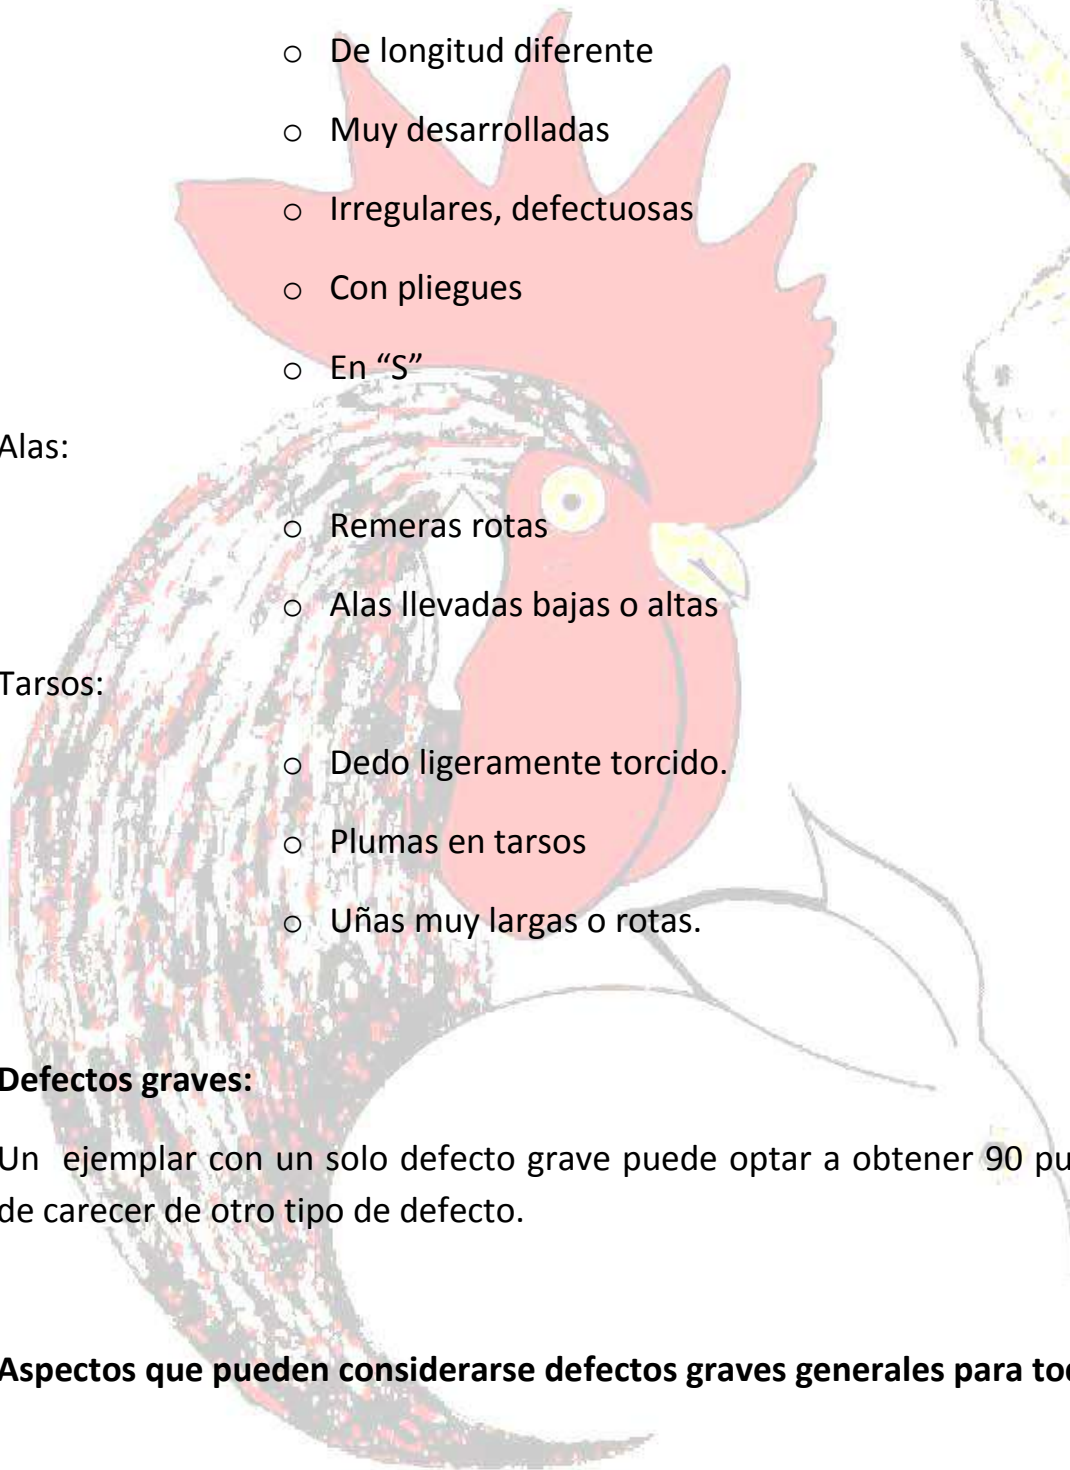 o De longitud diferente
o Muy desarrolladas
o Irregulares, defectuosas
o Con pliegues
o En “S”
Alas:
o Remeras rotas
o Alas llevadas bajas o altas
Tarsos:
o Dedo ligeramente torcido.
o Plumas en tarsos
o Uñas muy largas o rotas.
Defectos graves:
Un ejemplar con un solo defecto grave puede optar a obtener 90 pu
de carecer de otro tipo de defecto.
Aspectos que pueden considerarse defectos graves generales para to